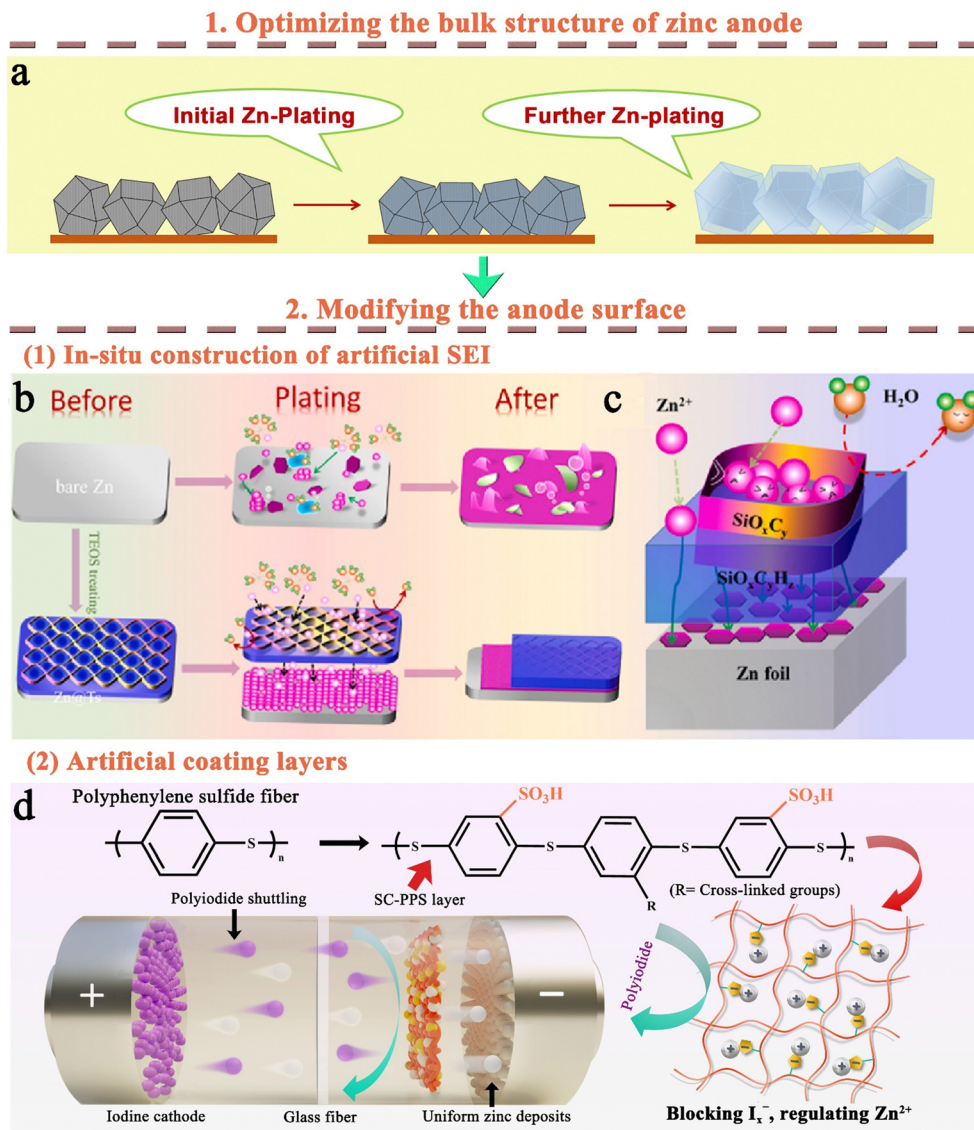 1. Optimizing the bulk structure of zinc anode
a
Initial Zn-Plating
Further Zn-plating
2. Modifying the anode surface
(1) In-situ construction of artificial SEI
b
Before
Plating
After
bare Zn
TEOS treating
Zn@Ts
c
Zn²⁺
H₂O
SiOₓCᵧ
SiOₓCᵧH_z
Zn foil
(2) Artificial coating layers
d
Polyphenylene sulfide fiber
S
n
SO₃H
SO₃H
S
S
S
S
n
R
(R= Cross-linked groups)
SC-PPS layer
Polyiodide shuttling
+
−
Polyiodide
Iodine cathode
Glass fiber
Uniform zinc deposits
Blocking Iₓ⁻, regulating Zn²⁺